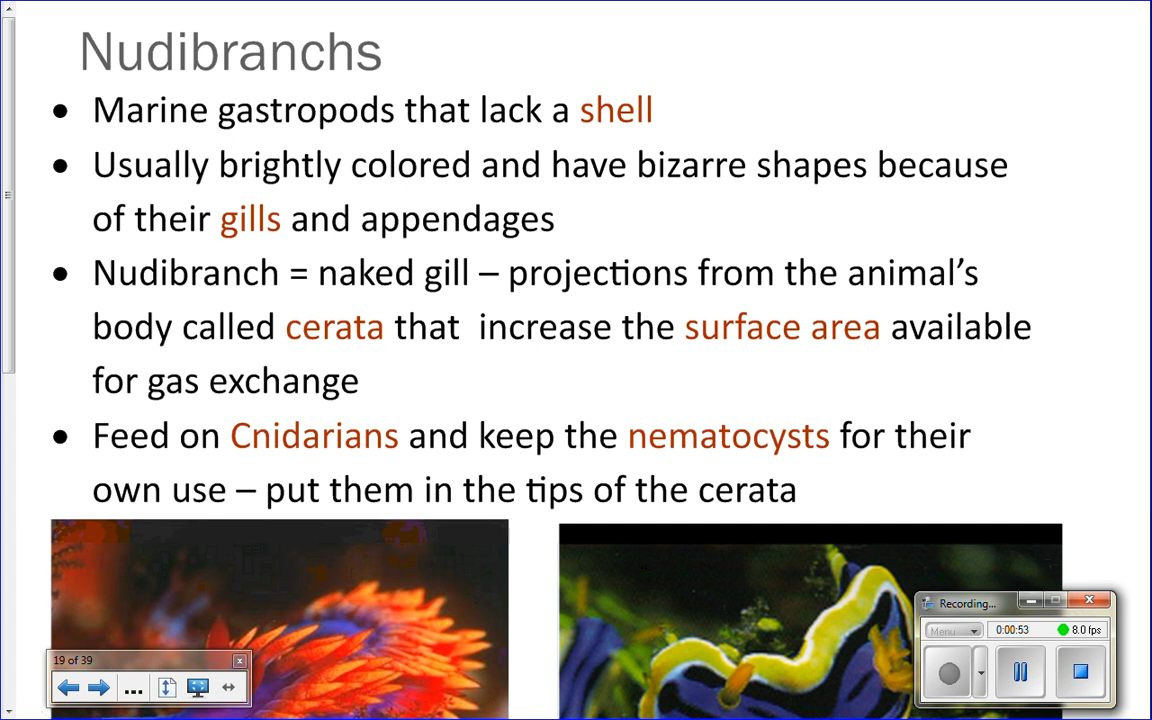 Nudibranchs
• Marine gastropods that lack a shell
• Usually brightly colored and have bizarre shapes because
of their gills and appendages
• Nudibranch = naked gill – projections from the animal's
body called cerata that  increase the surface area available
for gas exchange
• Feed on Cnidarians and keep the nematocysts for their
own use – put them in the tips of the cerata
Recording...
Menu 0:00:53 8.0 fps
19 of 39
...